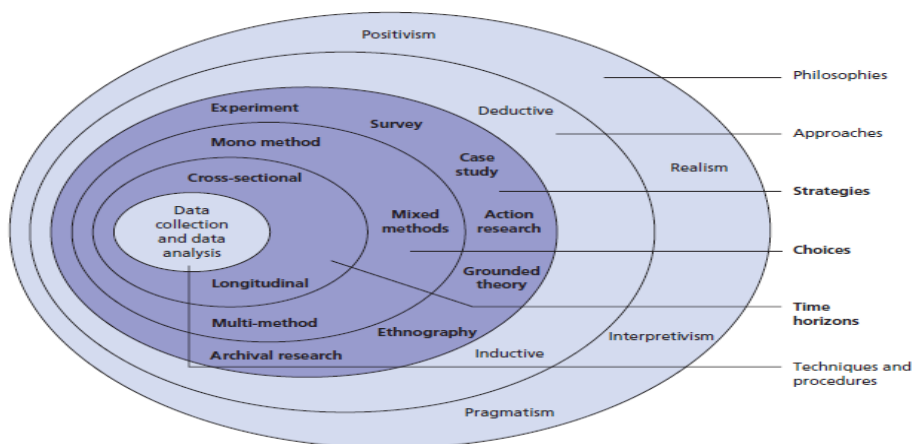 Positivism
Philosophies
Experiment
Deductive
Survey
Approaches
Mono method
Case
study
Realism
Cross-sectional
Strategies
Data
collection
and data
analysis
Mixed
methods
Action
research
Choices
Grounded
theory
Longitudinal
Time
horizons
Multi-method
Ethnography
Interpretivism
Archival research
Inductive
Techniques and
procedures
Pragmatism